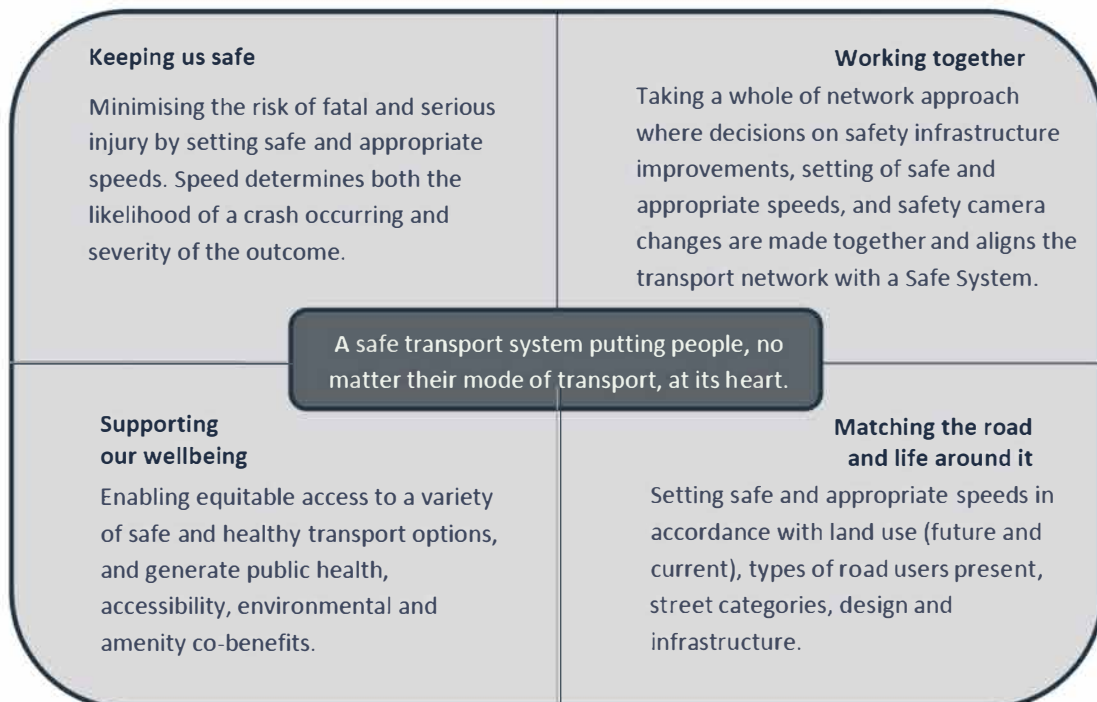 Keeping us safe
Minimising the risk of fatal and serious
injury by setting safe and appropriate
speeds. Speed determines both the
likelihood of a crash occurring and
severity of the outcome.
Working together
Taking a whole of network approach
where decisions on safety infrastructure
improvements, setting of safe and
appropriate speeds, and safety camera
changes are made together and aligns the
transport network with a Safe System.
A safe transport system putting people, no
matter their mode of transport, at its heart.
Supporting
our wellbeing
Enabling equitable access to a variety
of safe and healthy transport options,
and generate public health,
accessibility, environmental and
amenity co-benefits.
Matching the road
and life around it
Setting safe and appropriate speeds in
accordance with land use (future and
current), types of road users present,
street categories, design and
infrastructure.